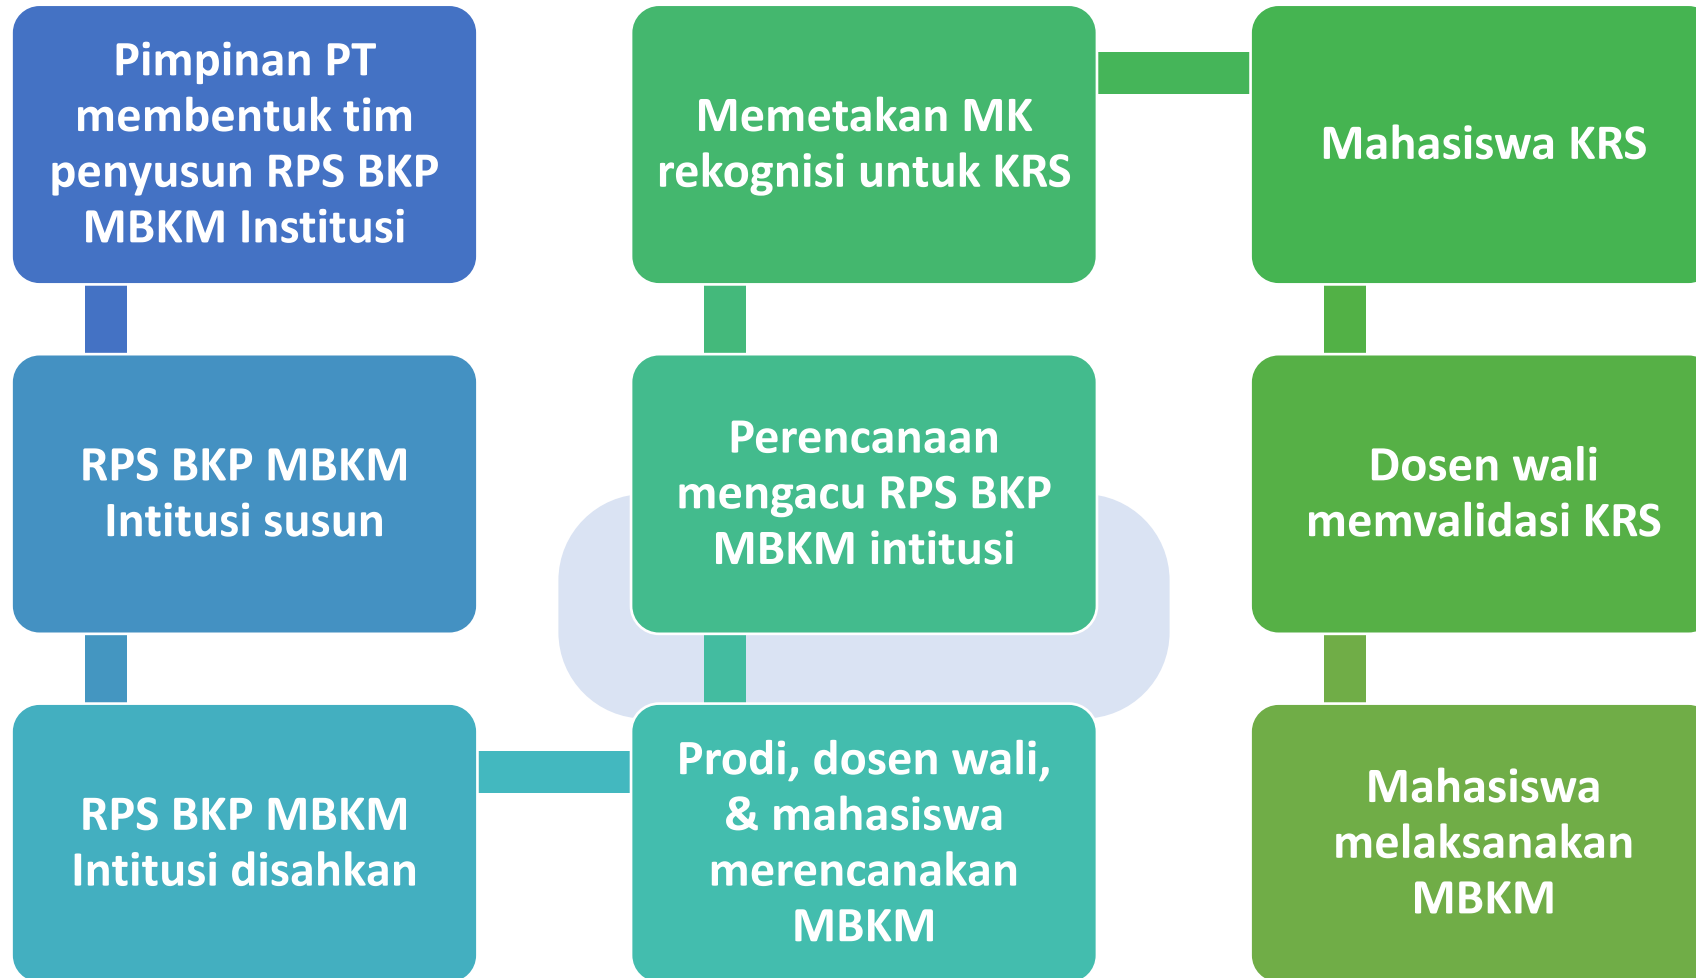 Pimpinan PT
membentuk tim
penyusun RPS BKP
MBKM Institusi
RPS BKP MBKM
Intitusi susun
RPS BKP MBKM
Intitusi disahkan
Prodi, dosen wali,
& mahasiswa
merencanakan
MBKM
Perencanaan
mengacu RPS BKP
MBKM intitusi
Memetakan MK
rekognisi untuk KRS
Mahasiswa KRS
Dosen wali
memvalidasi KRS
Mahasiswa
melaksanakan
MBKM